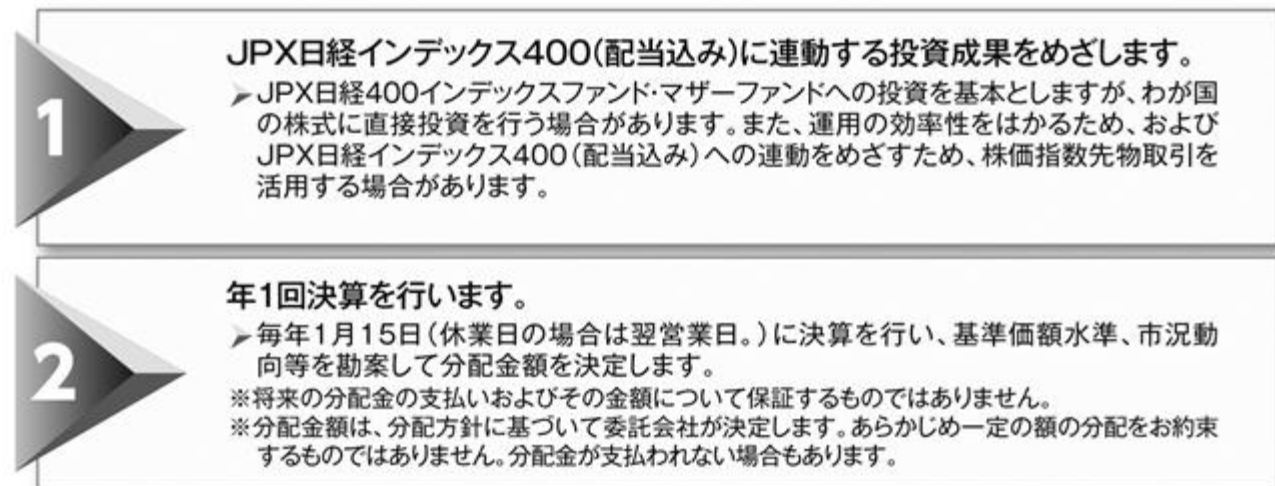 1
JPX日経インデックス400(配当込み)に連動する投資成果をめざします。
JPX日経400インデックスファンド・マザーファンドへの投資を基本としますが、わが国
の株式に直接投資を行う場合があります。また、運用の効率性をはかるため、および
JPX日経インデックス400(配当込み)への連動をめざすため、株価指数先物取引を
活用する場合があります。
2
年1回決算を行います。
毎年1月15日(休業日の場合は翌営業日。)に決算を行い、基準価額水準、市況動
向等を勘案して分配金額を決定します。
※将来の分配金の支払いおよびその金額について保証するものではありません。
※分配金額は、分配方針に基づいて委託会社が決定します。あらかじめ一定の額の分配をお約束
するものではありません。分配金が支払われない場合もあります。